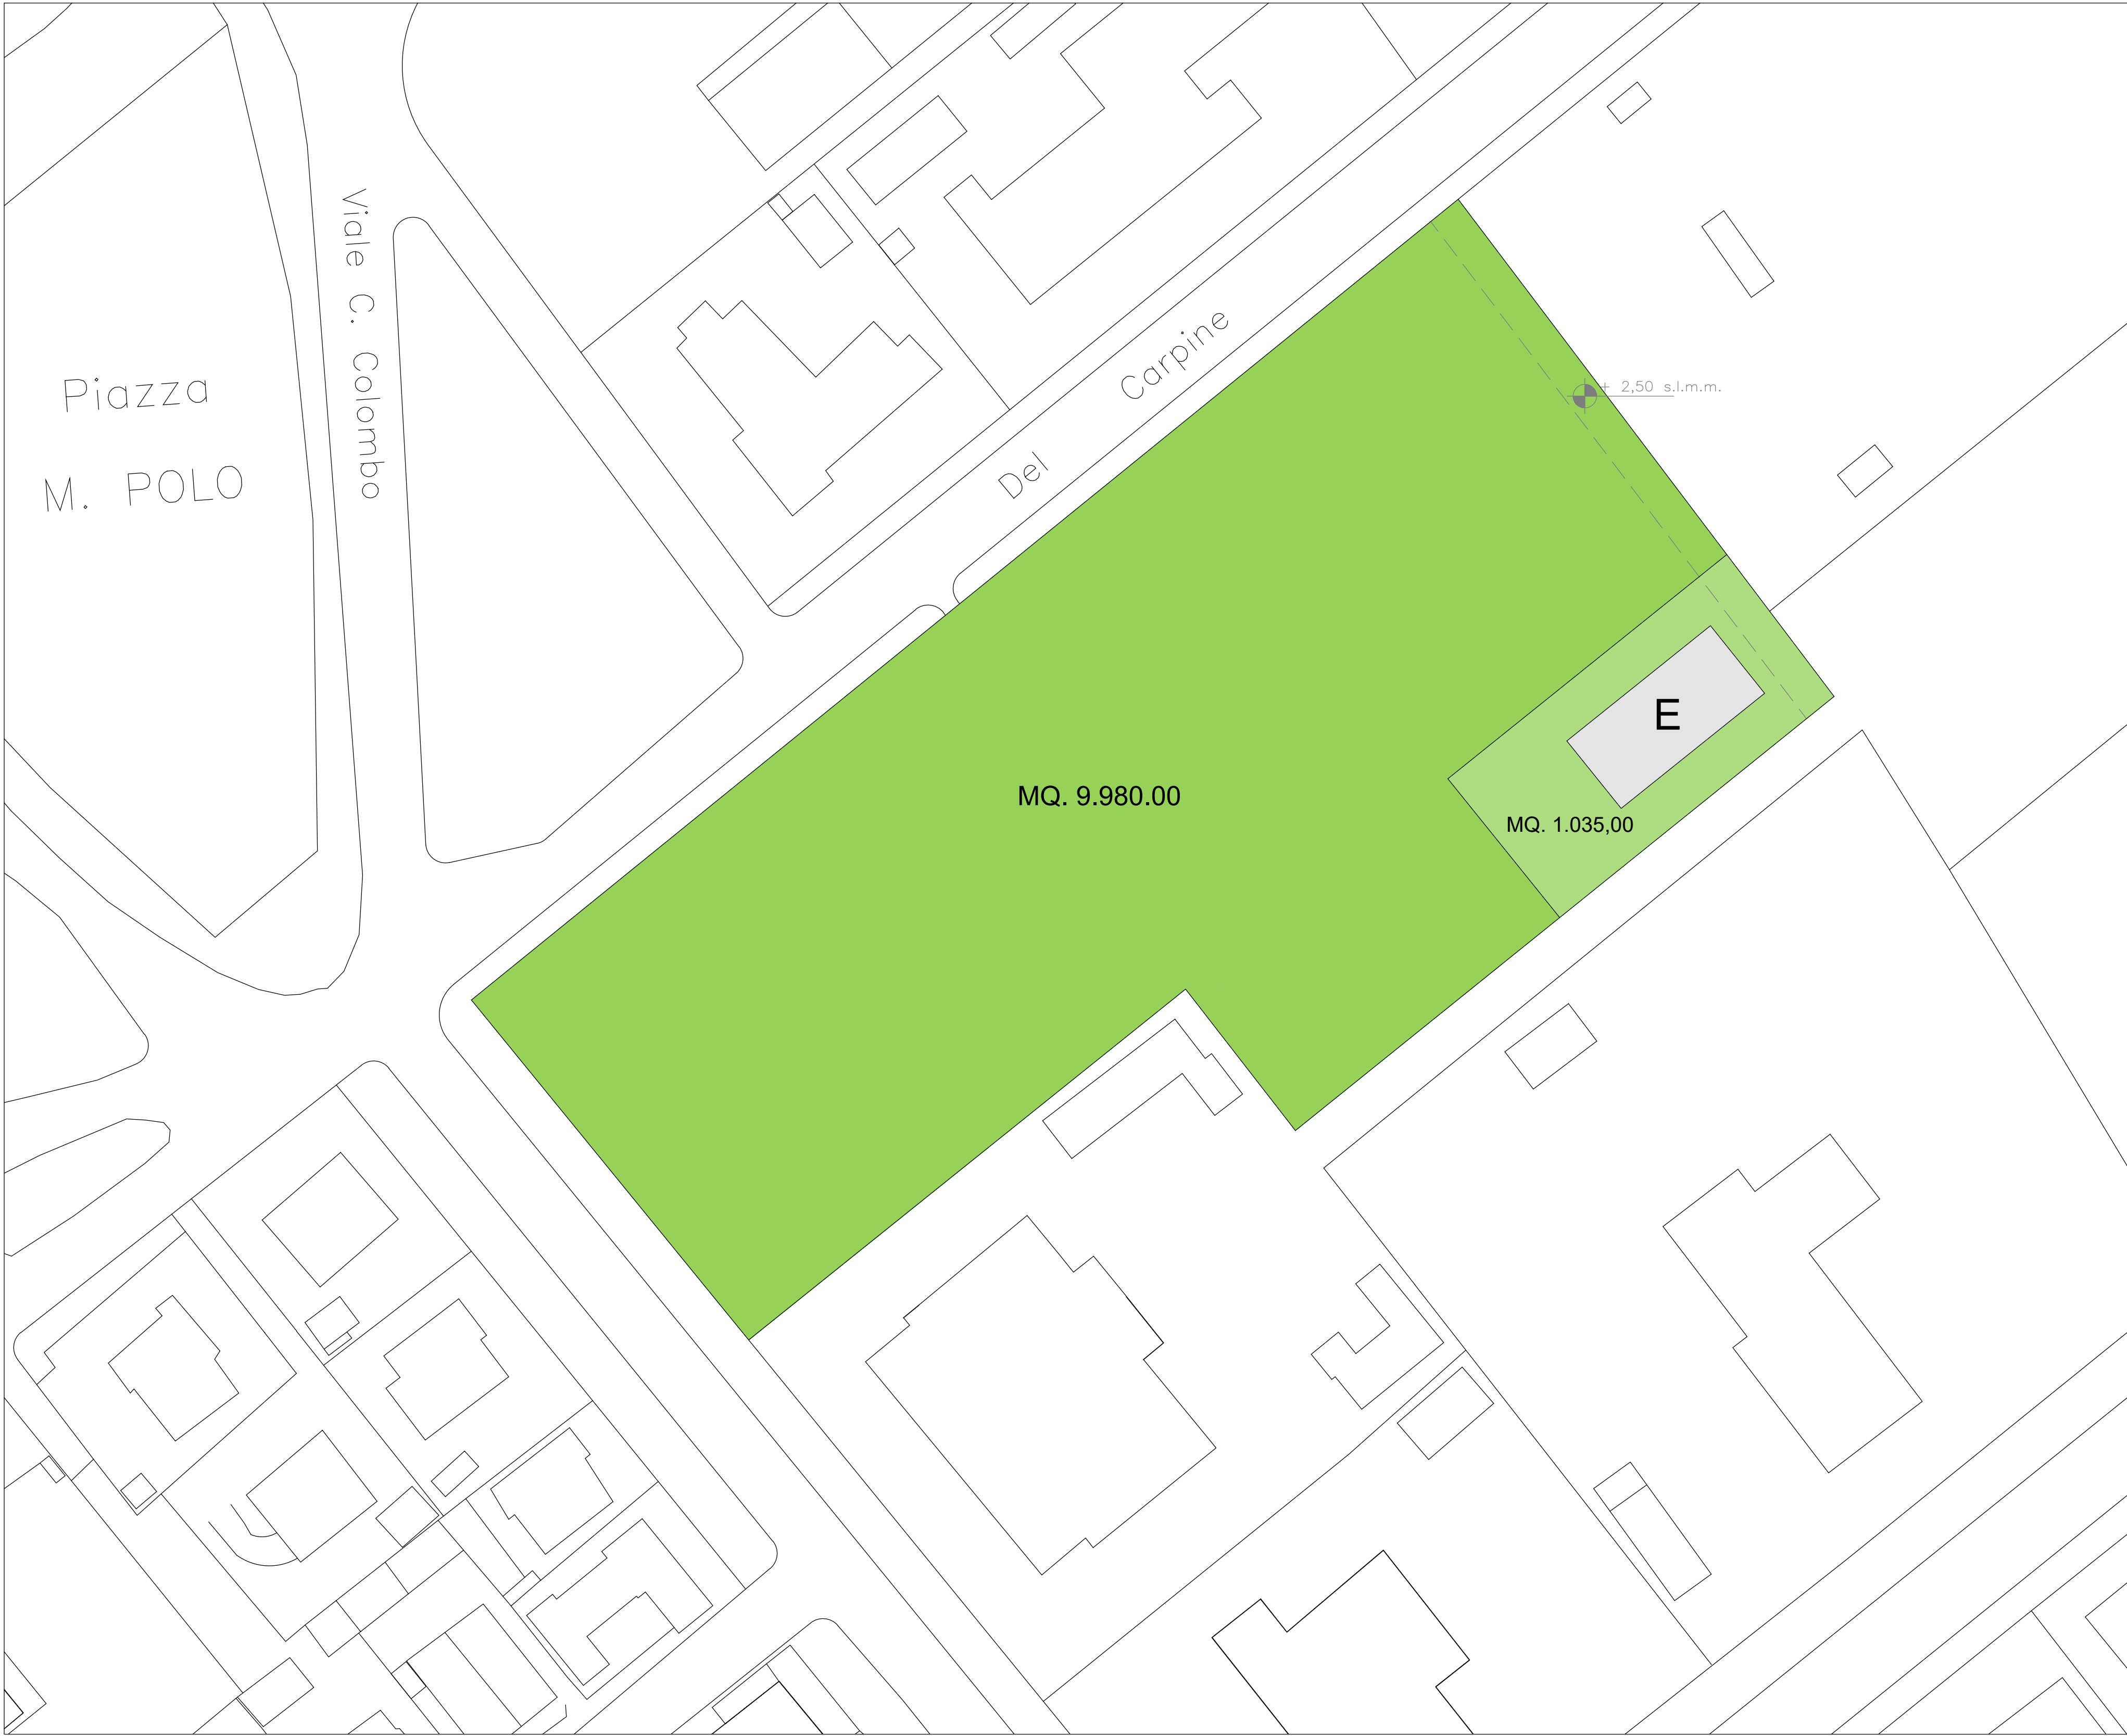 Viale C. Colombo
Piazza
M. POLO
Del Carpine
+ 2,50 s.l.m.m.
E
MQ. 9.980.00
MQ. 1.035,00